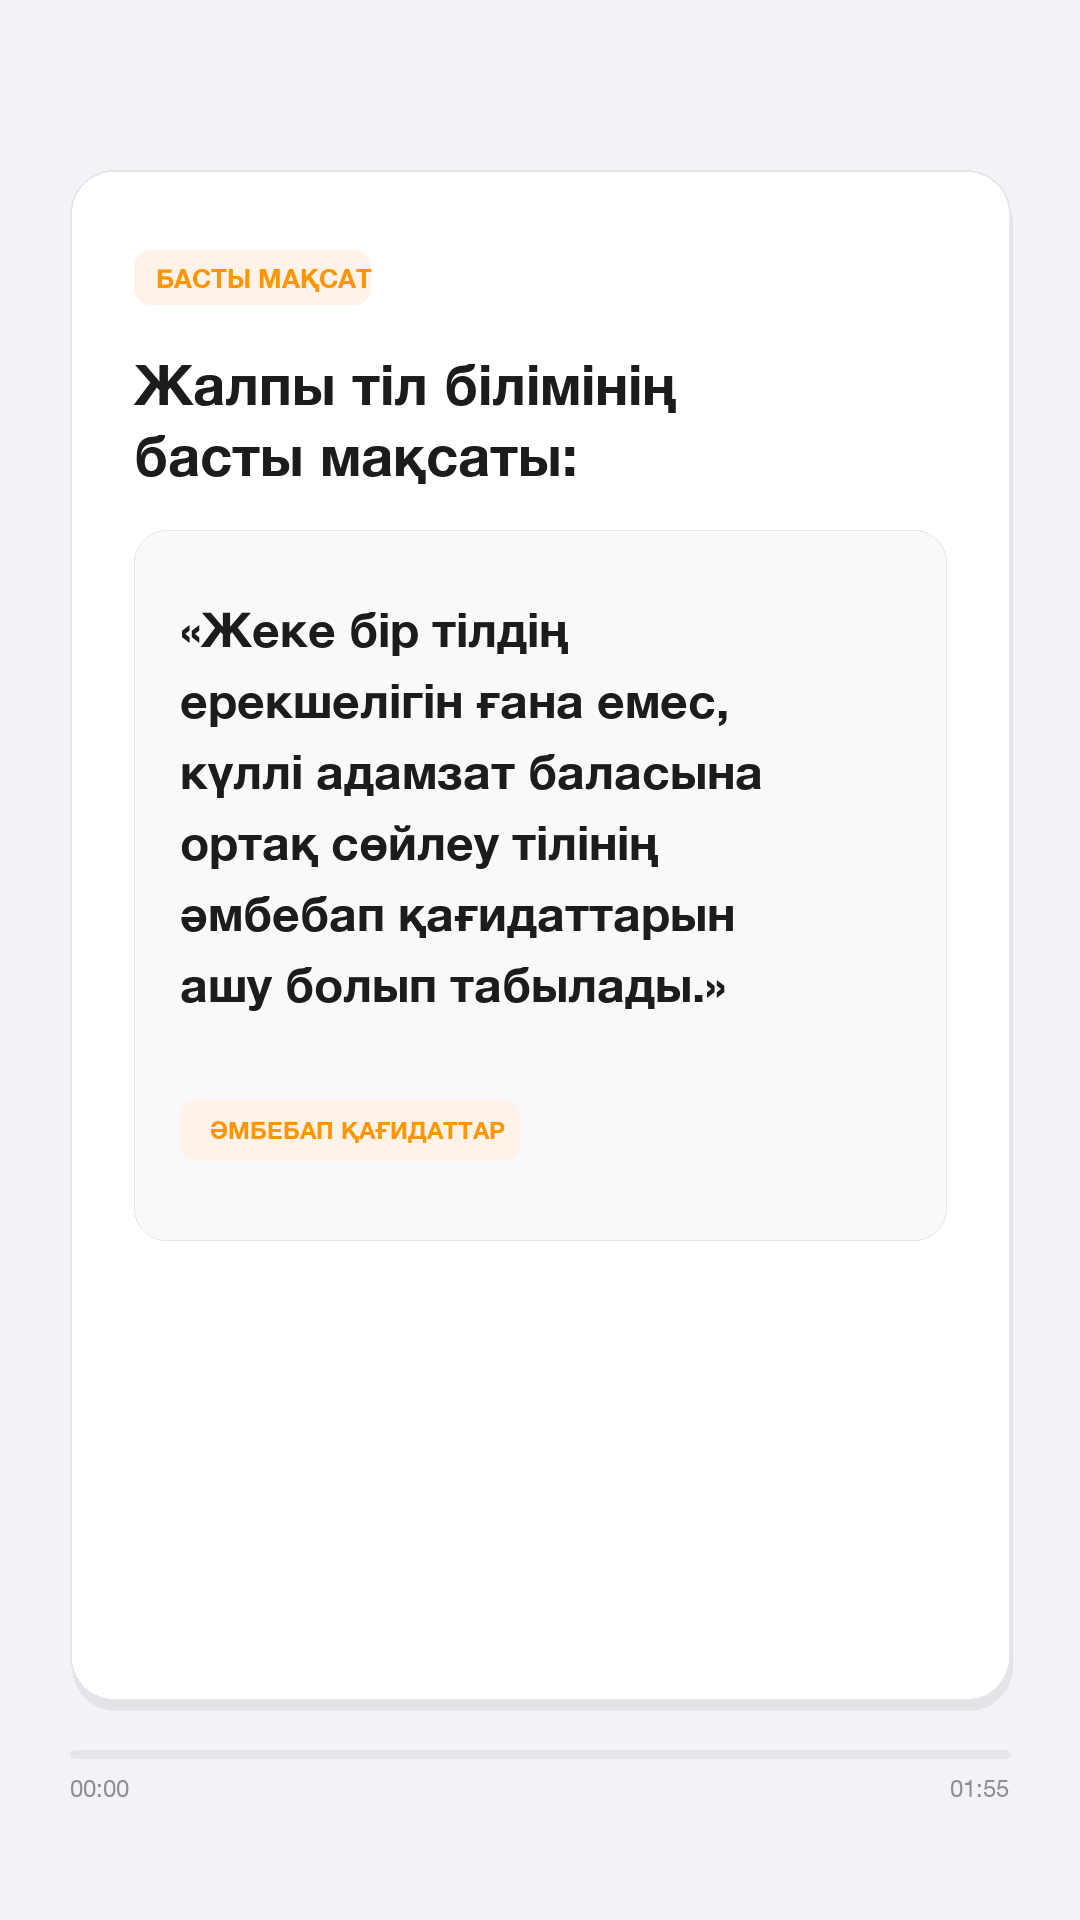 БАСТЫ МАҚСАТ
Жалпы тіл білімінің
басты мақсаты:
«Жеке бір тілдің
ерекшелігін ғана емес,
күллі адамзат баласына
ортақ сөйлеу тілінің
әмбебап қағидаттарын
ашу болып табылады.»
ӘМБЕБАП ҚАҒИДАТТАР
00:00
01:55